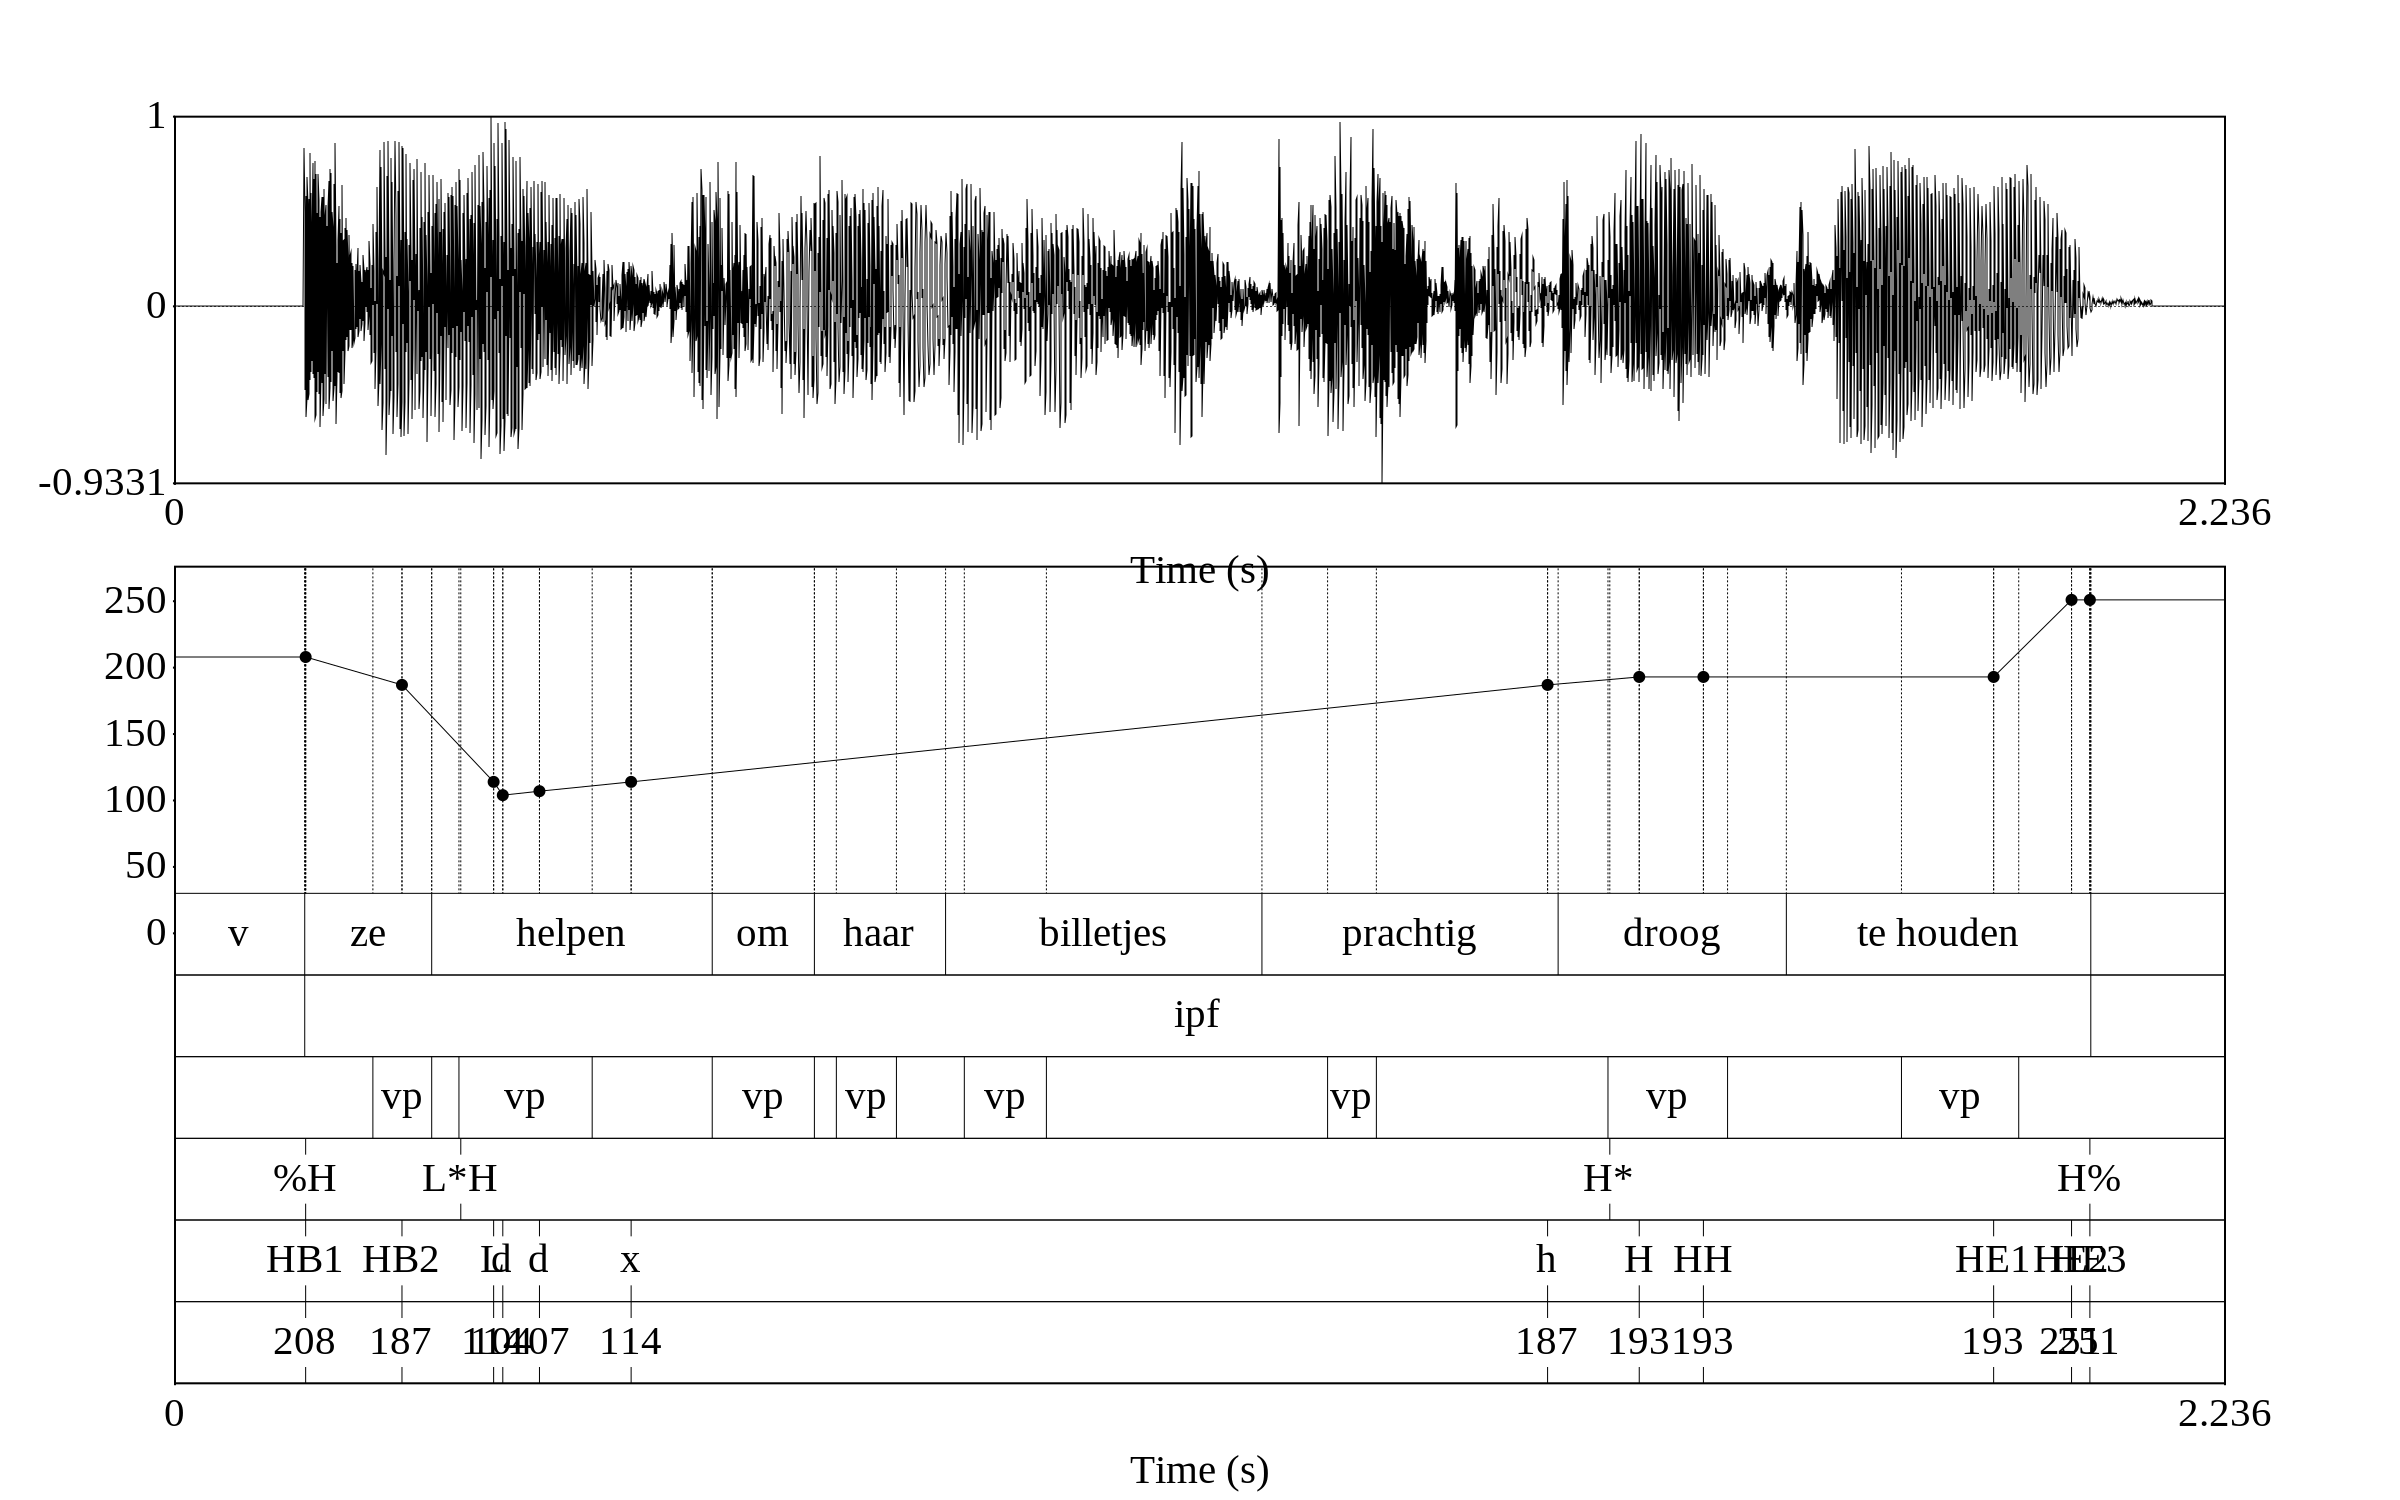 1
0
-0.9331
0 2.236
Time (s)
250
200
150
100
50
0 v ze helpen om haar billetjes prachtig droog te houden
ipf
vp vp vp vp vp vp vp vp
%H L*H H* H%
HB1 HB2 L d d x h H HH HE1 HE2 HE3
208 187 114 104 107 114 187 193 193 193 251 251
0 2.236
Time (s)